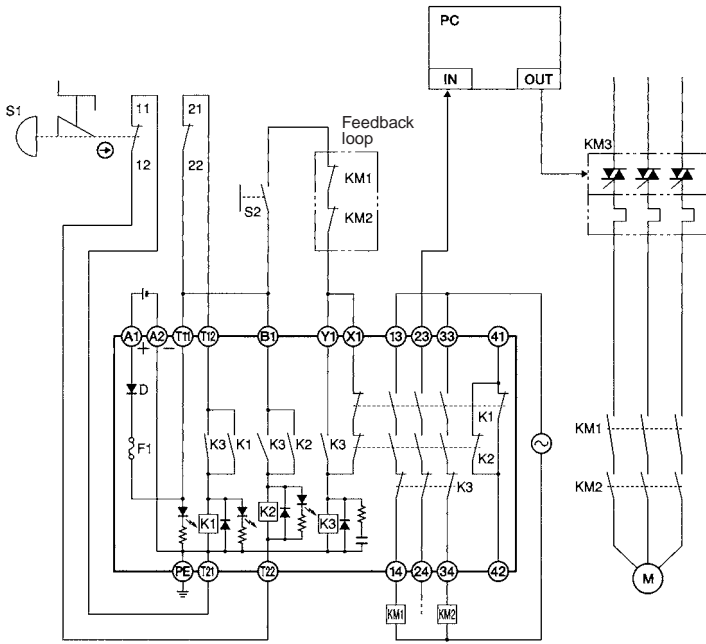 PC
IN OUT
S1
11 21
12 22
Feedback
loop
KM1
KM2
S2
KM3
A1 A2 T11 T12 B1 Y1 X1 13 23 33 41
+ −
D
F1
K3 K1 K3 K2 K3
K1
K2
K3
K1 K2 K3
PE T21 T22 14 24 34 42
KM1 KM2
KM1
KM2
M